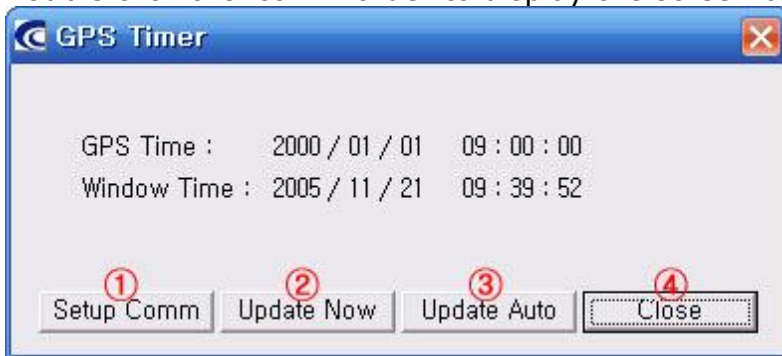 GPS Timer
GPS Time : 2000 / 01 / 01 09 : 00 : 00
Window Time : 2005 / 11 / 21 09 : 39 : 52
① ② ③ ④
Setup Comm Update Now Update Auto Close